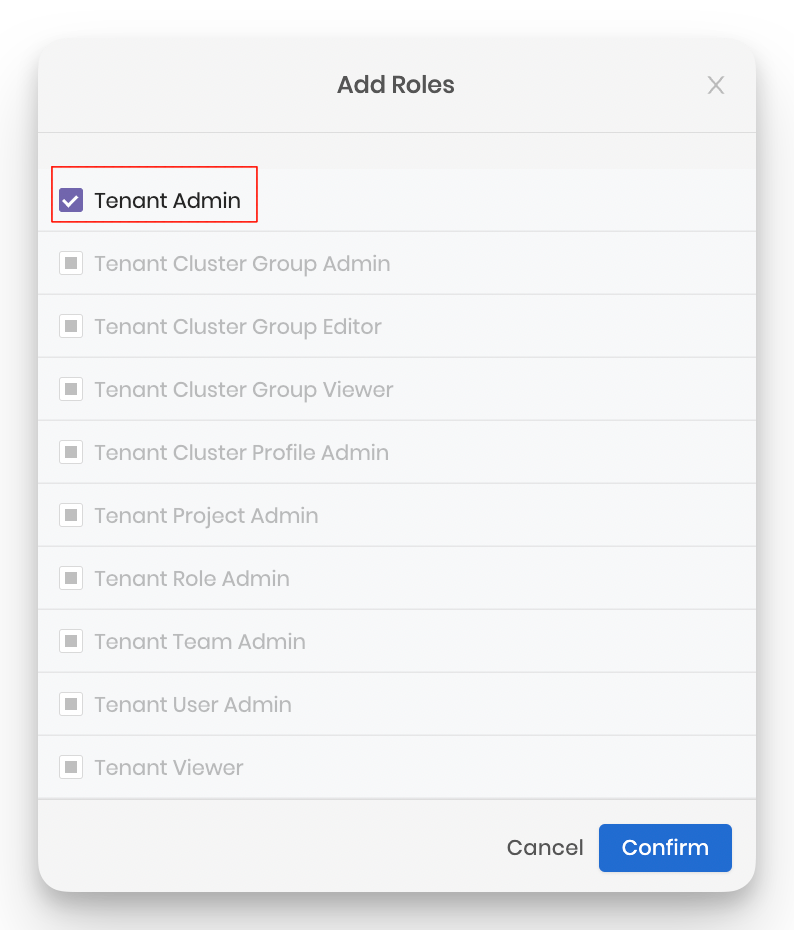 Add Roles
Tenant Admin
Tenant Cluster Group Admin
Tenant Cluster Group Editor
Tenant Cluster Group Viewer
Tenant Cluster Profile Admin
Tenant Project Admin
Tenant Role Admin
Tenant Team Admin
Tenant User Admin
Tenant Viewer
Cancel Confirm